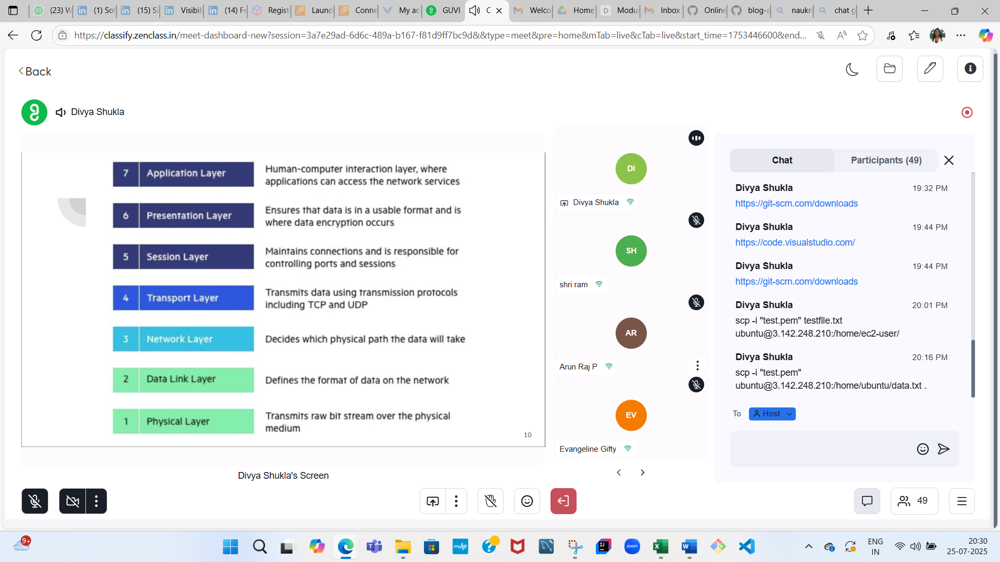 (23) W
(1) Sof
(15) Si
Visibili
(14) Fe
Regist
Launc
Conne
My ac
GUVI
C
Welco
Home
Modu
Inbox
Online
blog-a
naukri
chat g
https://classify.zenclass.in/meet-dashboard-new?session=3a7e29ad-6d6c-489a-b167-f81d9ff7bc9d&&type=meet&pre=home&mTab=live&cTab=live&start_time=1753446600&end...
Back
Divya Shukla
7 Application Layer
Human-computer interaction layer, where
applications can access the network services
6 Presentation Layer
Ensures that data is in a usable format and is
where data encryption occurs
5 Session Layer
Maintains connections and is responsible for
controlling ports and sessions
4 Transport Layer
Transmits data using transmission protocols
including TCP and UDP
3 Network Layer
Decides which physical path the data will take
2 Data Link Layer
Defines the format of data on the network
1 Physical Layer
Transmits raw bit stream over the physical
medium
10
Divya Shukla's Screen
DI
Divya Shukla
SH
shri ram
AR
Arun Raj P
EV
Evangeline Gifty
Chat
Participants (49)
Divya Shukla 19:32 PM
https://git-scm.com/downloads
Divya Shukla 19:44 PM
https://code.visualstudio.com/
Divya Shukla 19:44 PM
https://git-scm.com/downloads
Divya Shukla 20:01 PM
scp -i "test.pem" testfile.txt
ubuntu@3.142.248.210:/home/ec2-user/
Divya Shukla 20:16 PM
scp -i "test.pem"
ubuntu@3.142.248.210:/home/ubuntu/data.txt .
To Host
49
9+
myhp
zoom
ENG
IN
20:30
25-07-2025